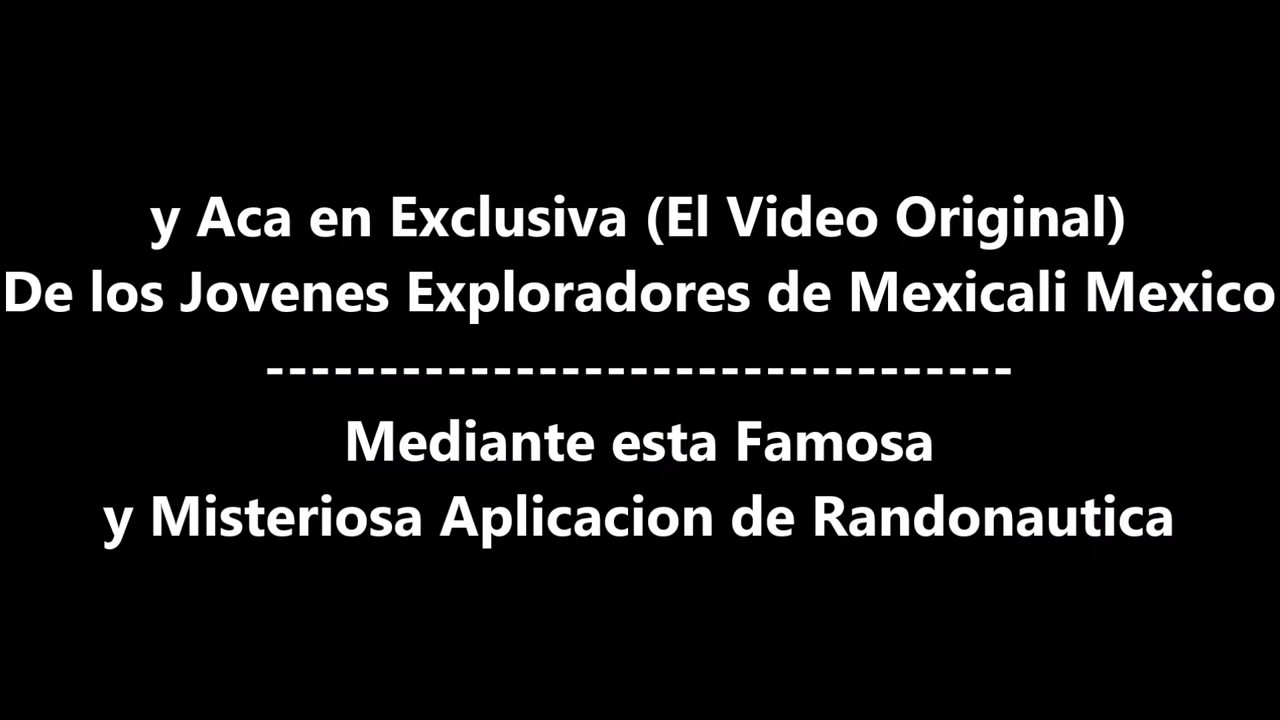 y Aca en Exclusiva (El Video Original)
De los Jovenes Exploradores de Mexicali Mexico
---------------------------------
Mediante esta Famosa
y Misteriosa Aplicacion de Randonautica